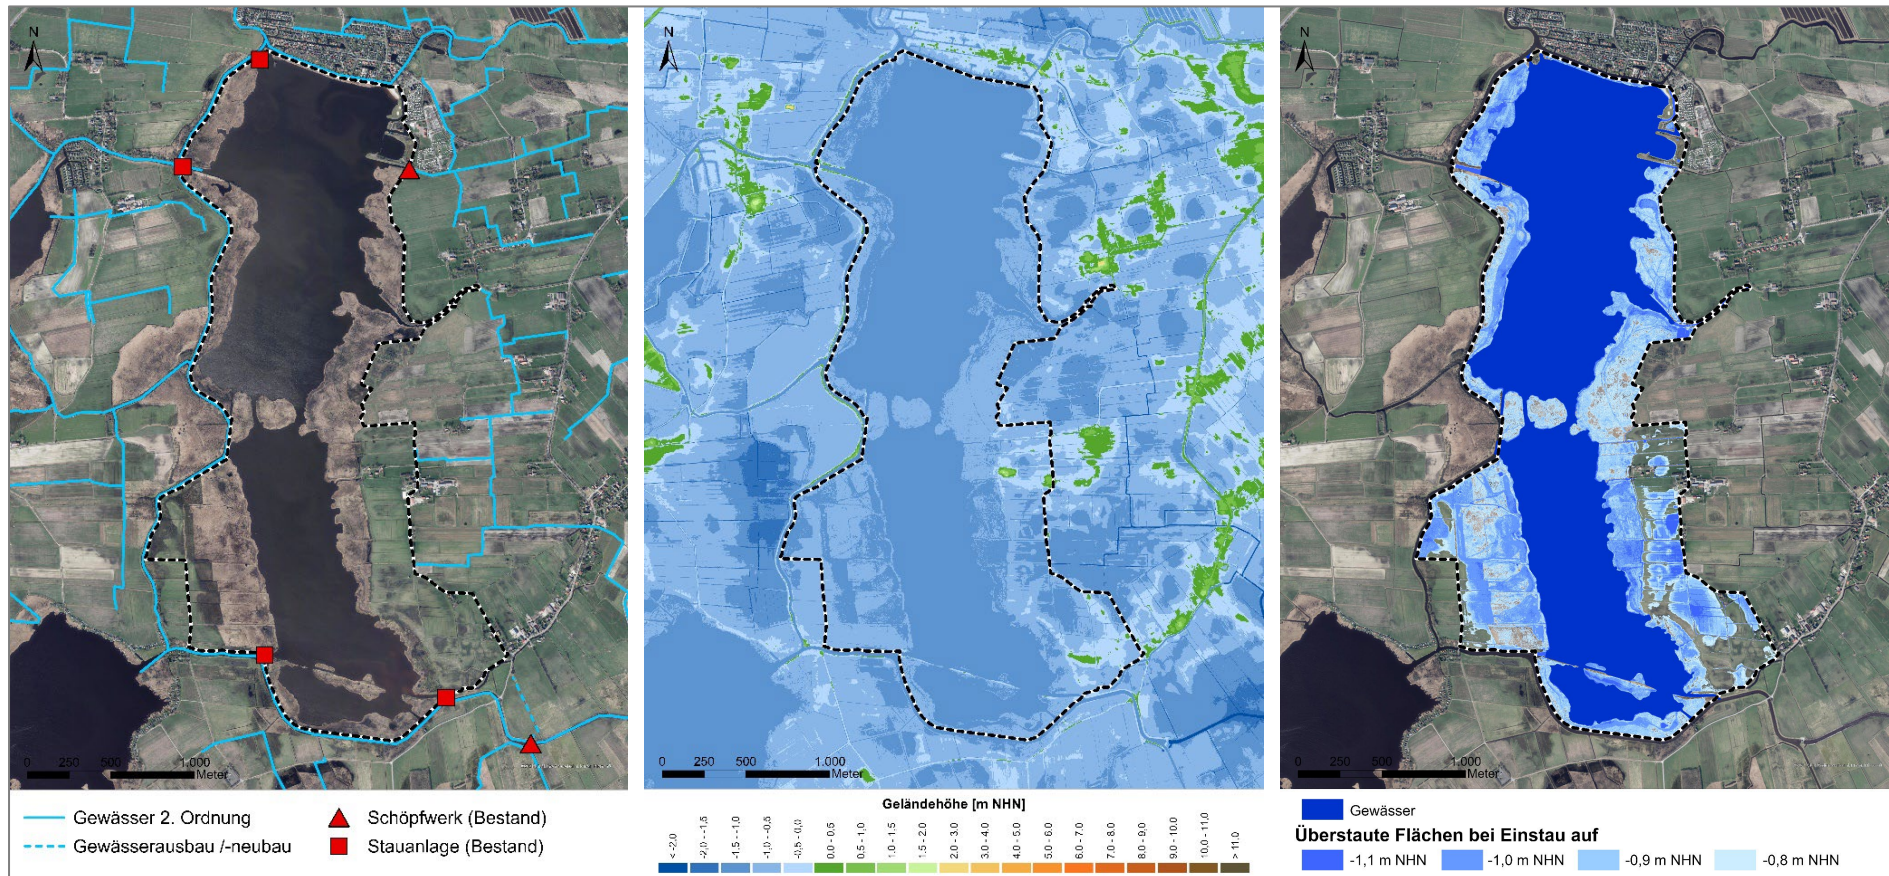 N
N
N
0 250 500 1.000
Meter
0 250 500 1.000
Meter
0 250 500 1.000
Meter
Gewässer 2. Ordnung
Schöpfwerk (Bestand)
Gewässerausbau /-neubau
Stauanlage (Bestand)
Geländehöhe [m NHN]
< -2.0
-2,0 - -1,5
-1,5 - -1,0
-1,0 - -0,5
-0,5 - -0,0
0,0 - 0,5
0,5 - 1,0
1,0 - 1,5
1,5 - 2,0
2,0 - 3,0
3,0 - 4,0
4,0 - 5,0
5,0 - 6,0
6,0 - 7,0
7,0 - 8,0
8,0 - 9,0
9,0 - 10,0
10,0 - 11,0
> 11.0
Gewässer
Überstaute Flächen bei Einstau auf
-1,1 m NHN
-1,0 m NHN
-0,9 m NHN
-0,8 m NHN